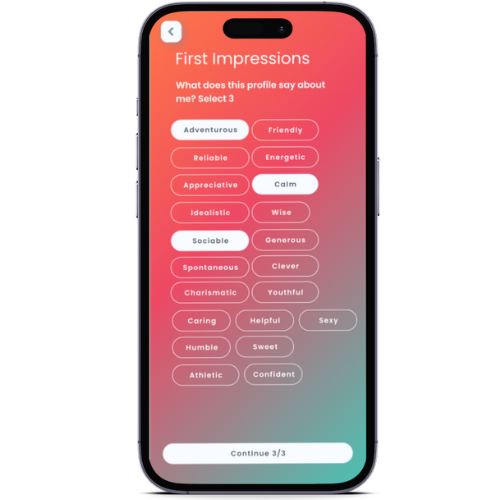 First Impressions
What does this profile say about
me? Select 3
Adventurous Friendly
Reliable Energetic
Appreciative Calm
Idealistic Wise
Sociable Generous
Spontaneous Clever
Charismatic Youthful
Caring Helpful Sexy
Humble Sweet
Athletic Confident
Continue 3/3